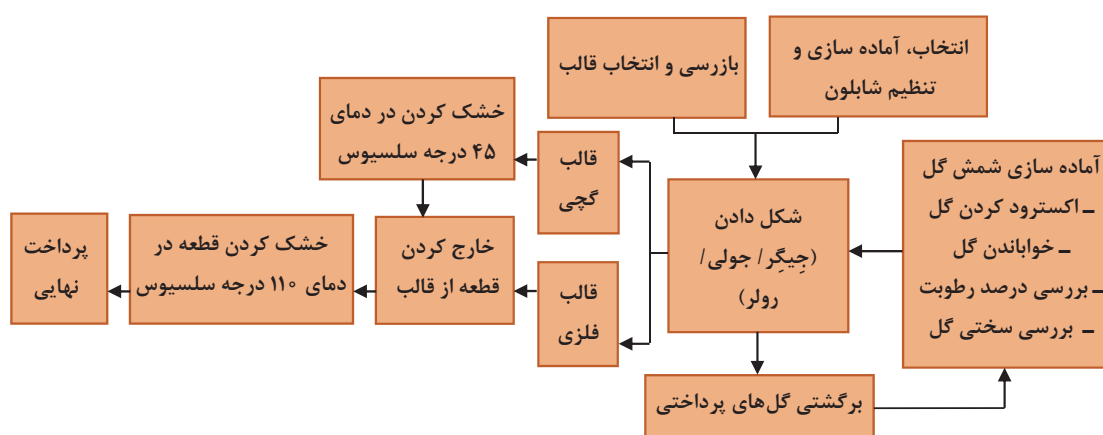 انتخاب، آماده سازی و
تنظیم شابلون
بازرسی و انتخاب قالب
آماده سازی شمش گل
ـ اکسترود کردن گل
ـ خواباندن گل
ـ بررسی درصد رطوبت
ـ بررسی سختی گل
شکل دادن
(جِیگِر/ جولی/
رولر)
برگشتی گل‌های پرداختی
قالب
گچی
قالب
فلزی
خشک کردن در دمای
۴۵ درجه سلسیوس
خارج کردن
قطعه از قالب
خشک کردن قطعه در
دمای ۱۱۰ درجه سلسیوس
پرداخت
نهایی